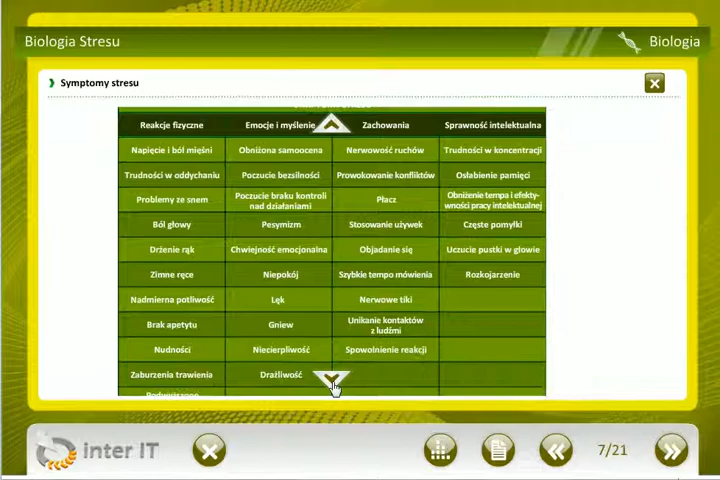 Biologia Stresu
Biologia
Symptomy stresu
Reakcje fizyczne Emocje i myślenie Zachowania Sprawność intelektualna
Napięcie i ból mięśni Obniżona samoocena Nerwowość ruchów Trudności w koncentracji
Trudności w oddychaniu Poczucie bezsilności Prowokowanie konfliktów Osłabienie pamięci
Problemy ze snem Poczucie braku kontroli nad działaniami Płacz Obniżenie tempa i efekty-wności pracy intelektualnej
Ból głowy Pesymizm Stosowanie używek Częste pomyłki
Drżenie rąk Chwiejność emocjonalna Objadanie się Uczucie pustki w głowie
Zimne ręce Niepokój Szybkie tempo mówienia Rozkojarzenie
Nadmierna potliwość Lęk Nerwowe tiki
Brak apetytu Gniew Unikanie kontaktów z ludźmi
Nudności Niecierpliwość Spowolnienie reakcji
Zaburzenia trawienia Drażliwość
inter IT
7/21